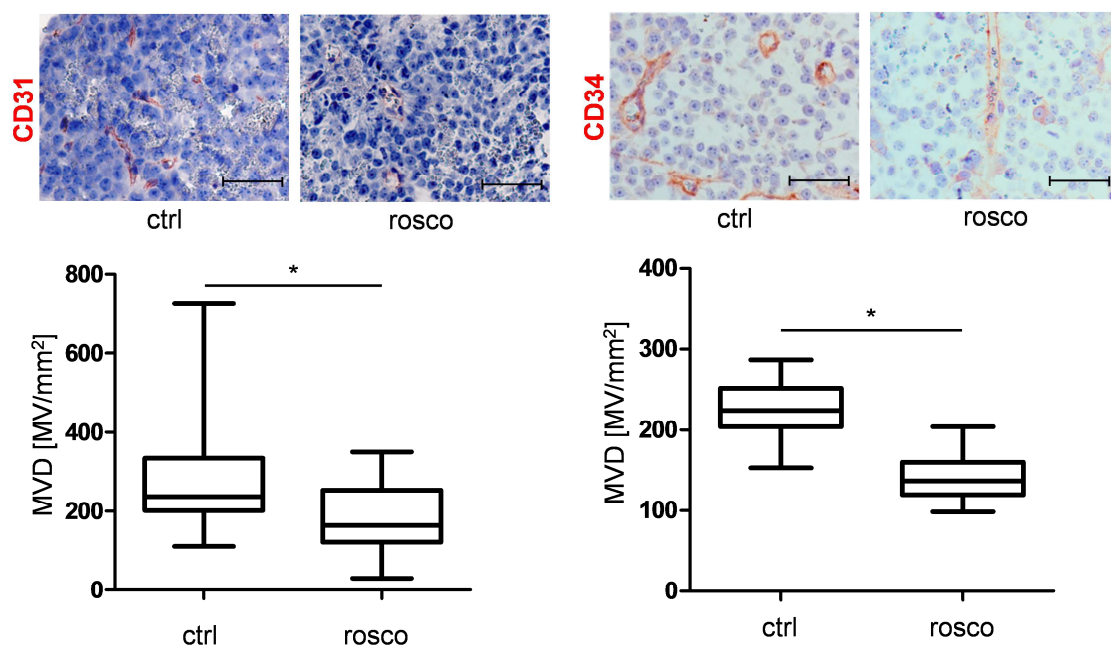 CD31
ctrl
rosco
MVD [MV/mm²]
800
600
400
200
0
*
ctrl
rosco
CD34
ctrl
rosco
MVD [MV/mm²]
400
300
200
100
0
*
ctrl
rosco